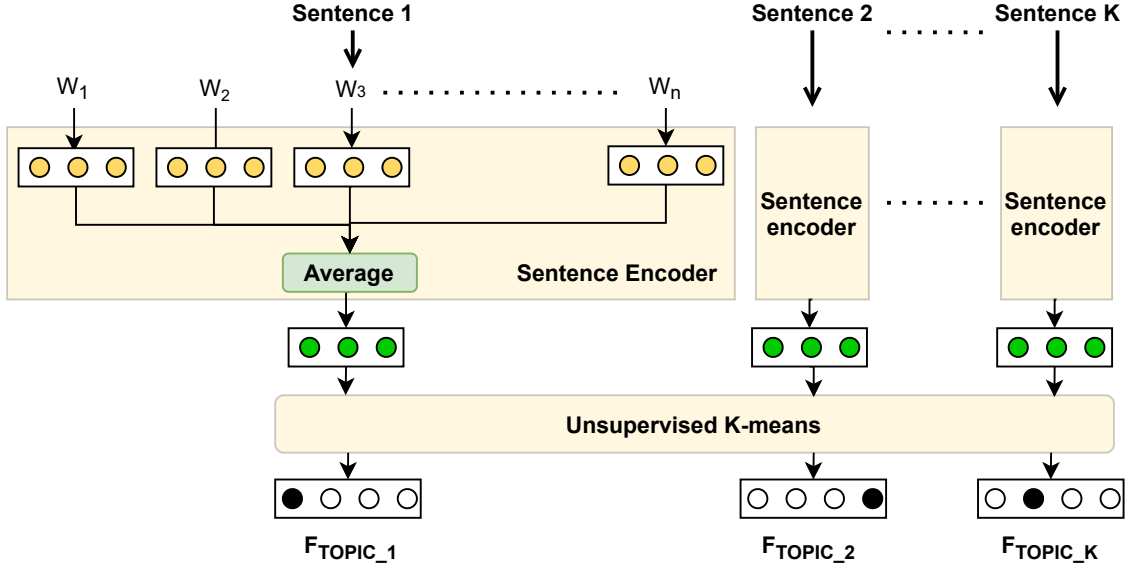 Sentence 1
Sentence 2
Sentence K
W1
W2
W3
Wn
Sentence
encoder
Sentence
encoder
Average
Sentence Encoder
Unsupervised K-means
FTOPIC_1
FTOPIC_2
FTOPIC_K